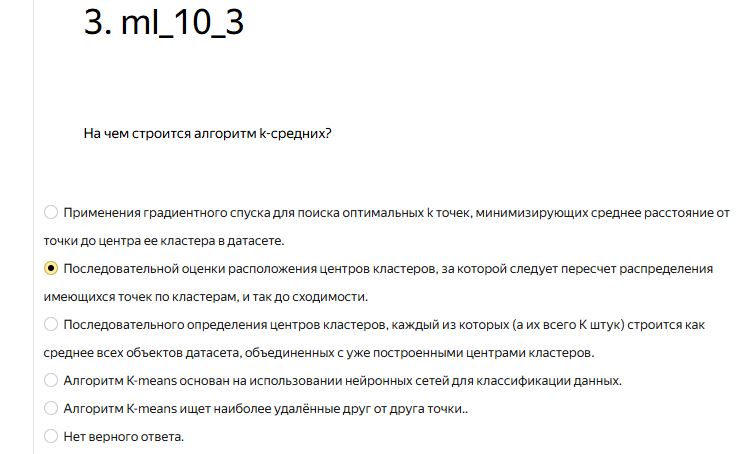 3. ml_10_3
На чем строится алгоритм k-средних?
Применения градиентного спуска для поиска оптимальных k точек, минимизирующих среднее расстояние от
точки до центра ее кластера в датасете.
Последовательной оценки расположения центров кластеров, за которой следует пересчет распределения
имеющихся точек по кластерам, и так до сходимости.
Последовательного определения центров кластеров, каждый из которых (а их всего К штук) строится как
среднее всех объектов датасета, объединенных с уже построенными центрами кластеров.
Алгоритм K-means основан на использовании нейронных сетей для классификации данных.
Алгоритм K-means ищет наиболее удалённые друг от друга точки..
Нет верного ответа.